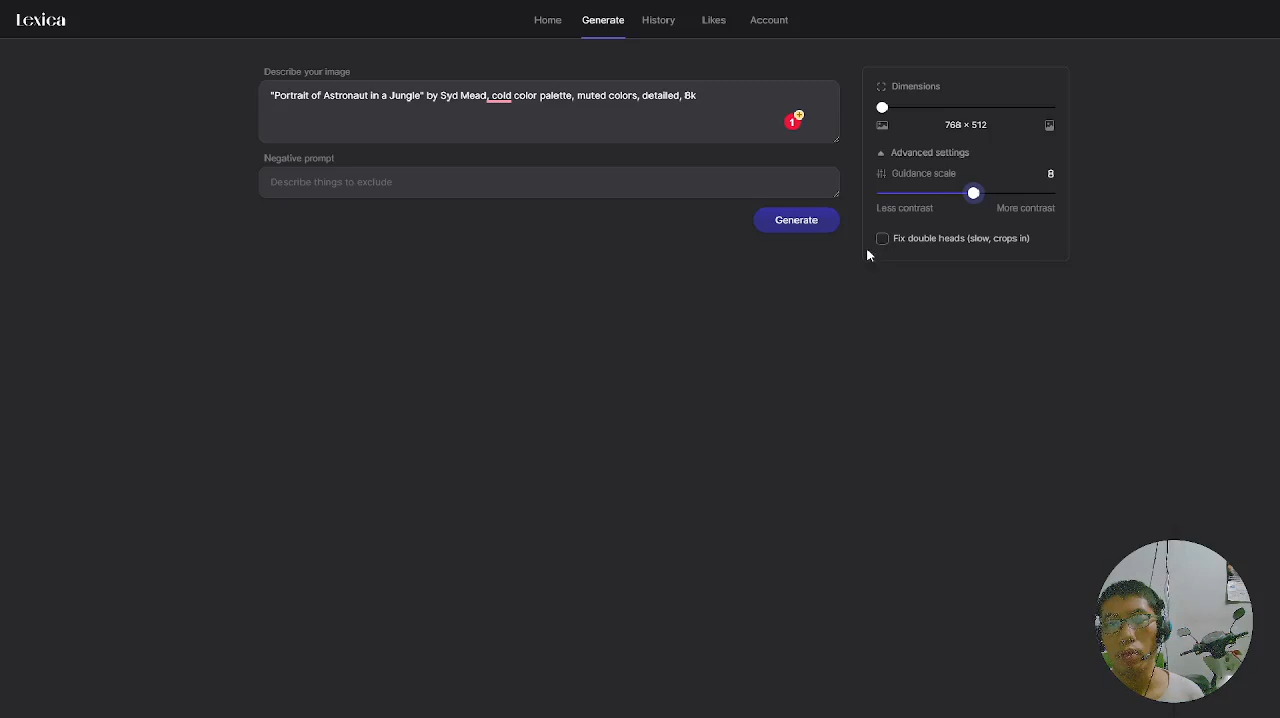 Lexica
Home Generate History Likes Account
Describe your image
"Portrait of Astronaut in a Jungle" by Syd Mead, cold color palette, muted colors, detailed, 8k
1
Negative prompt
Describe things to exclude
Generate
Dimensions
768 × 512
Advanced settings
Guidance scale 8
Less contrast More contrast
Fix double heads (slow, crops in)